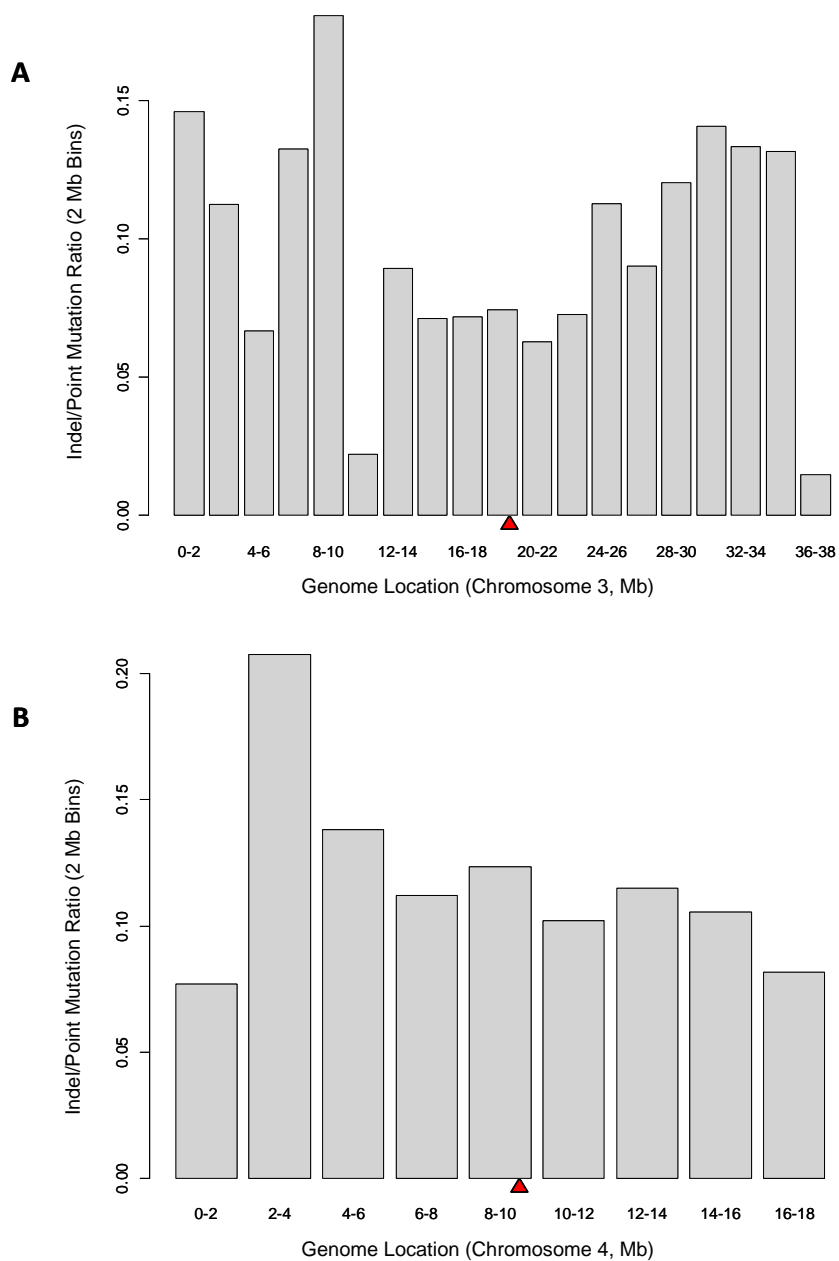 A
Indel/Point Mutation Ratio (2 Mb Bins)
0.15
0.10
0.05
0.00
0-2 4-6 8-10 12-14 16-18 20-22 24-26 28-30 32-34 36-38
Genome Location (Chromosome 3, Mb)
B
Indel/Point Mutation Ratio (2 Mb Bins)
0.20
0.15
0.10
0.05
0.00
0-2 2-4 4-6 6-8 8-10 10-12 12-14 14-16 16-18
Genome Location (Chromosome 4, Mb)